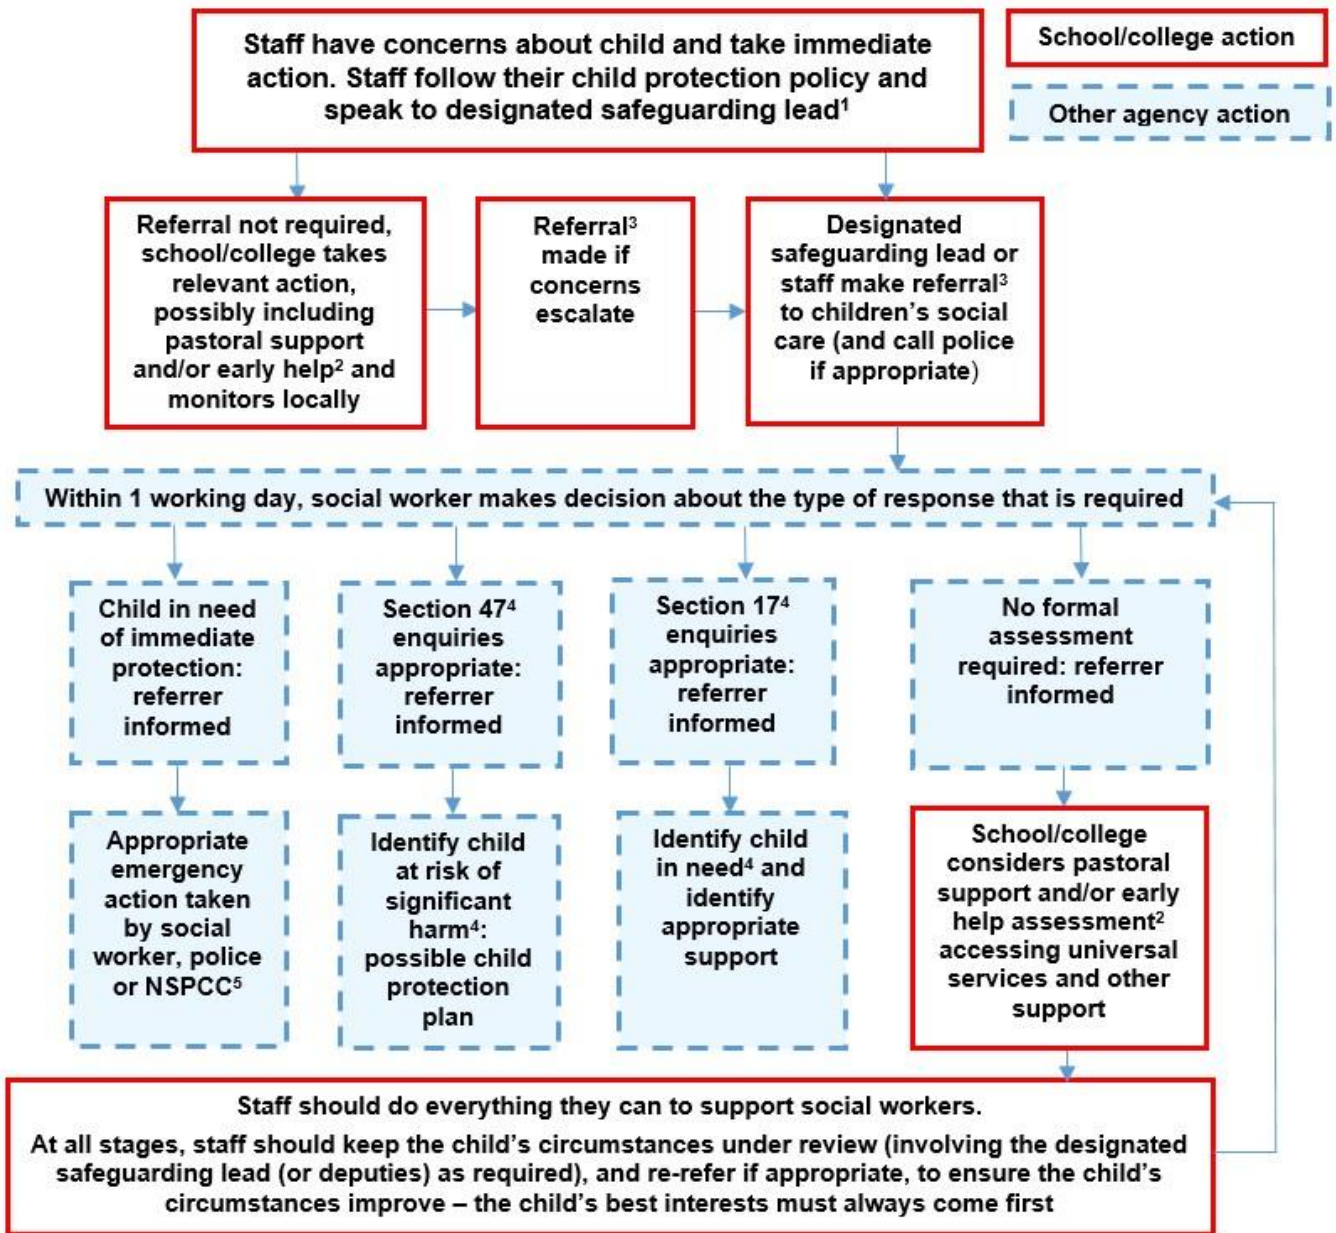 Staff have concerns about child and take immediate
action. Staff follow their child protection policy and
speak to designated safeguarding lead¹
School/college action
Other agency action
Referral not required,
school/college takes
relevant action,
possibly including
pastoral support
and/or early help² and
monitors locally
Referral³
made if
concerns
escalate
Designated
safeguarding lead or
staff make referral³
to children’s social
care (and call police
if appropriate)
Within 1 working day, social worker makes decision about the type of response that is required
Child in need
of immediate
protection:
referrer
informed
Section 47⁴
enquiries
appropriate:
referrer
informed
Section 17⁴
enquiries
appropriate:
referrer
informed
No formal
assessment
required: referrer
informed
Appropriate
emergency
action taken
by social
worker, police
or NSPCC⁵
Identify child
at risk of
significant
harm⁴:
possible child
protection
plan
Identify child
in need⁴ and
identify
appropriate
support
School/college
considers pastoral
support and/or early
help assessment²
accessing universal
services and other
support
Staff should do everything they can to support social workers.
At all stages, staff should keep the child’s circumstances under review (involving the designated
safeguarding lead (or deputies) as required), and re-refer if appropriate, to ensure the child’s
circumstances improve – the child’s best interests must always come first